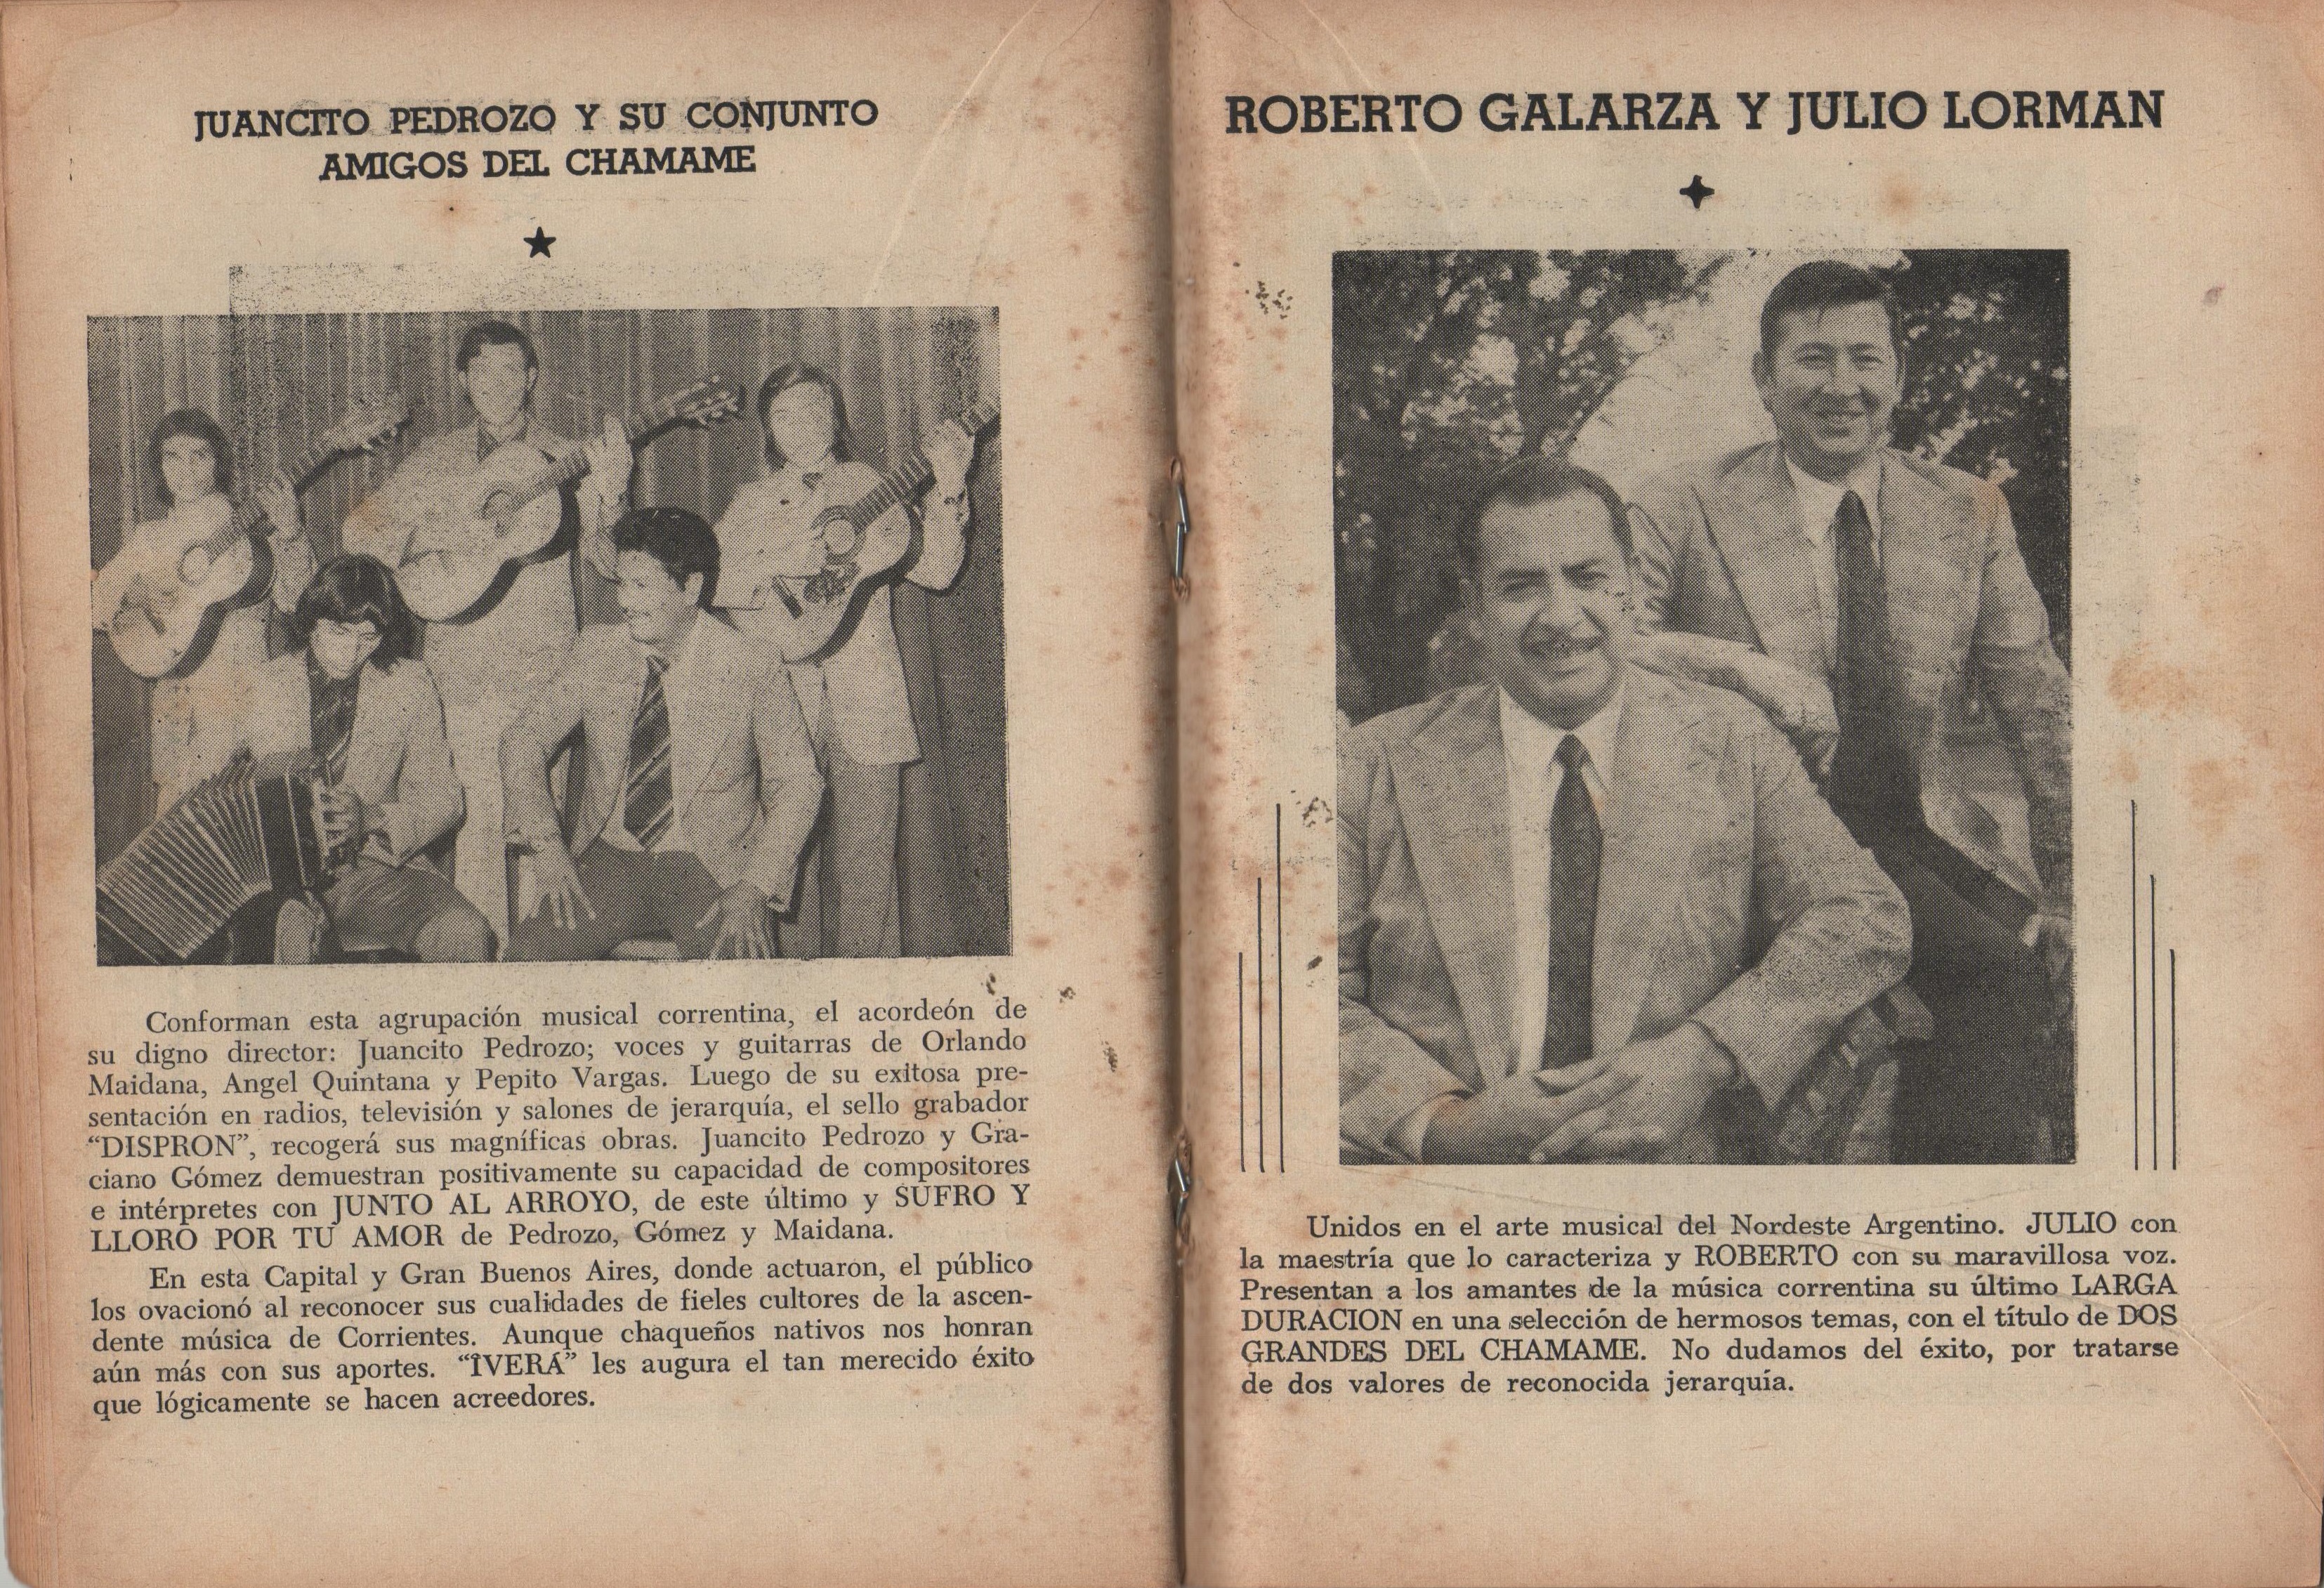 JUANCITO PEDROZO Y SU CONJUNTO
AMIGOS DEL CHAMAME
Conforman esta agrupación musical correntina, el acordeón de
su digno director: Juancito Pedrozo; voces y guitarras de Orlando
Maidana, Angel Quintana y Pepito Vargas. Luego de su exitosa pre-
sentación en radios, televisión y salones de jerarquía, el sello grabador
“DISPRON”, recogerá sus magníficas obras. Juancito Pedrozo y Gra-
ciano Gómez demuestran positivamente su capacidad de compositores
e intérpretes con JUNTO AL ARROYO, de este último y SUFRO Y
LLORO POR TU AMOR de Pedrozo, Gómez y Maidana.
En esta Capital y Gran Buenos Aires, donde actuaron, el público
los ovacionó al reconocer sus cualidades de fieles cultores de la ascen-
dente música de Corrientes. Aunque chaqueños nativos nos honran
aún más con sus aportes. “ÎVERÁ” les augura el tan merecido éxito
que lógicamente se hacen acreedores.
ROBERTO GALARZA Y JULIO LORMAN
Unidos en el arte musical del Nordeste Argentino. JULIO con
la maestría que lo caracteriza y ROBERTO con su maravillosa voz.
Presentan a los amantes de la música correntina su último LARGA
DURACION en una selección de hermosos temas, con el título de DOS
GRANDES DEL CHAMAME. No dudamos del éxito, por tratarse
de dos valores de reconocida jerarquía.